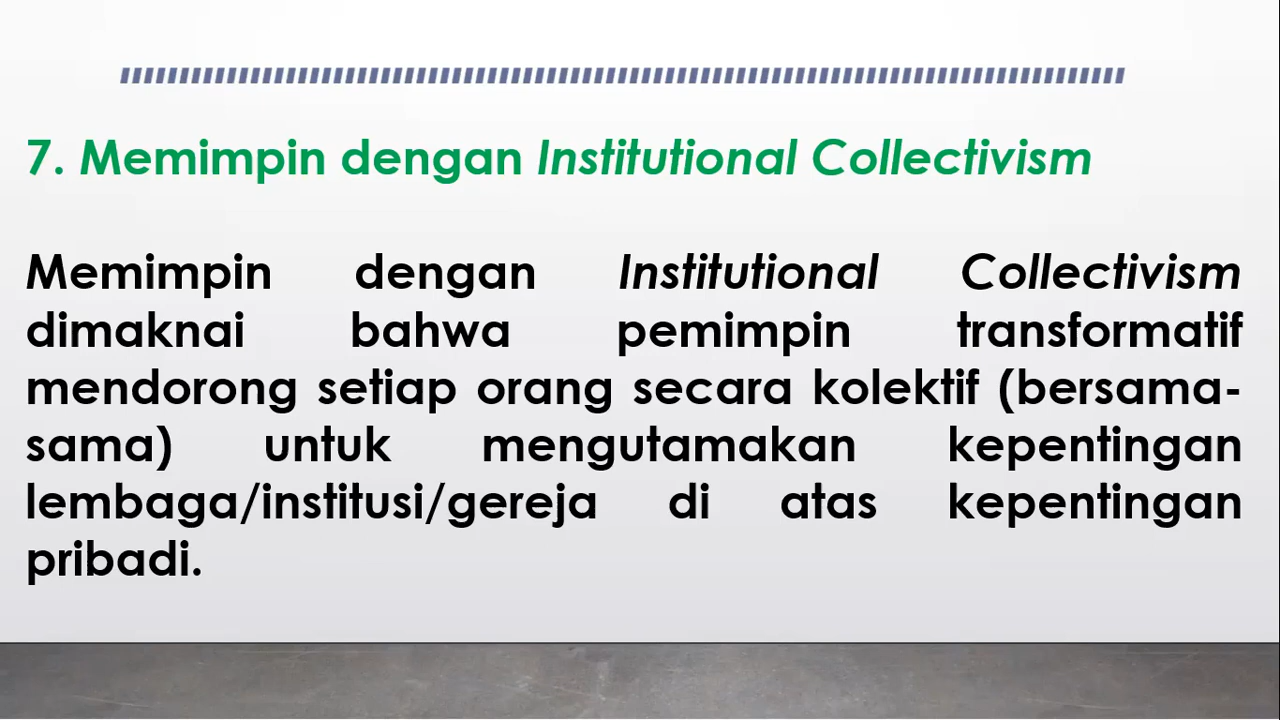 7. Memimpin dengan Institutional Collectivism
Memimpin dengan Institutional Collectivism
dimaknai bahwa pemimpin transformatif
mendorong setiap orang secara kolektif (bersama-
sama) untuk mengutamakan kepentingan
lembaga/institusi/gereja di atas kepentingan
pribadi.